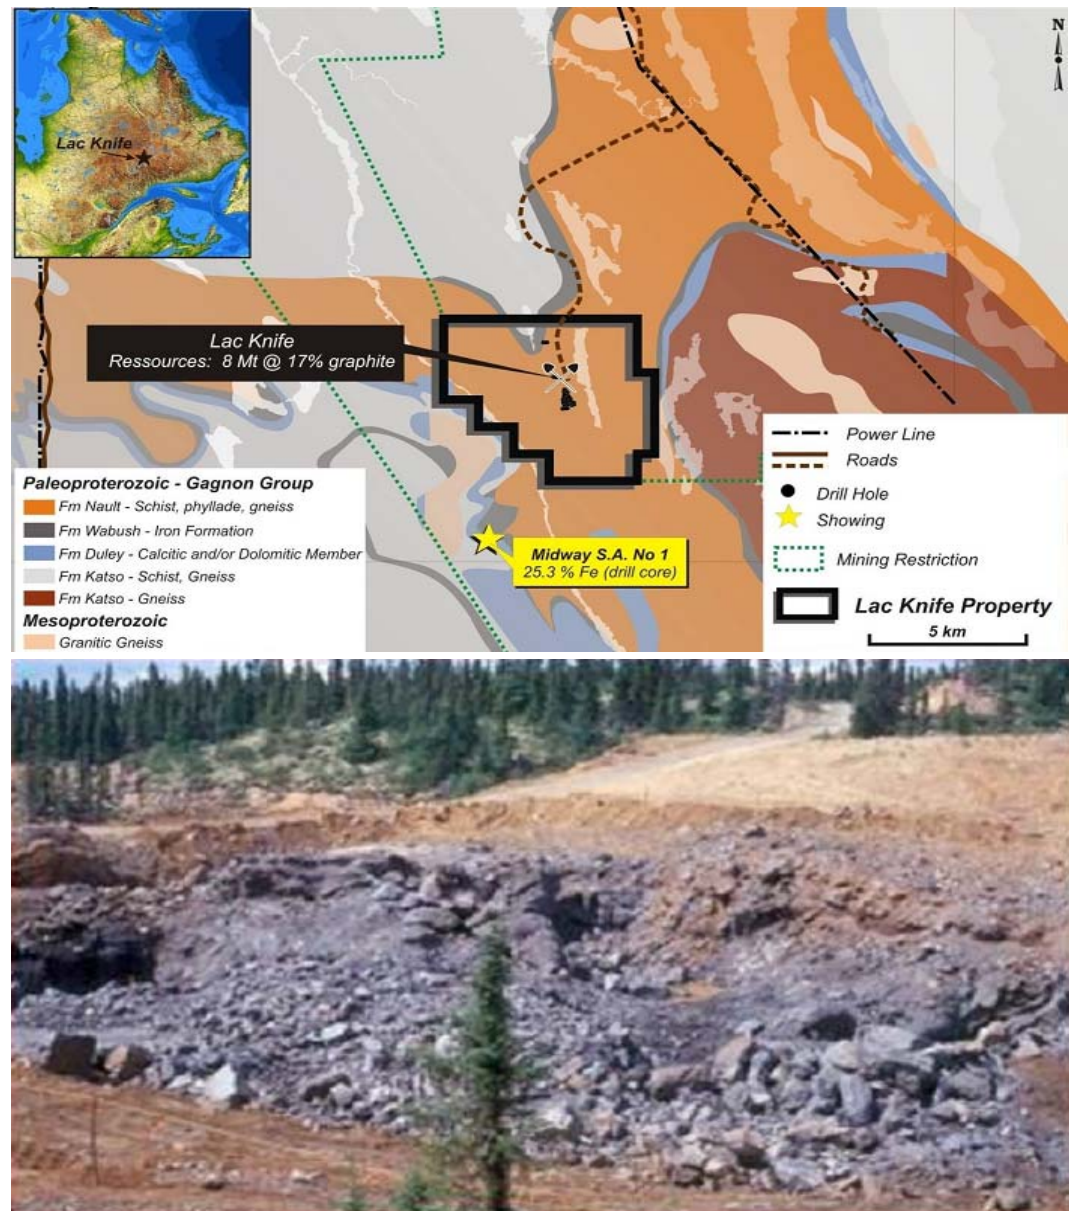 Lac Knife
N
Lac Knife
Ressources: 8 Mt @ 17% graphite
Midway S.A. No 1
25.3 % Fe (drill core)
Paleoproterozoic - Gagnon Group
Fm Nault - Schist, phyllade, gneiss
Fm Wabush - Iron Formation
Fm Duley - Calcitic and/or Dolomitic Member
Fm Katso - Schist, Gneiss
Fm Katso - Gneiss
Mesoproterozoic
Granitic Gneiss
Power Line
Roads
Drill Hole
Showing
Mining Restriction
Lac Knife Property
5 km